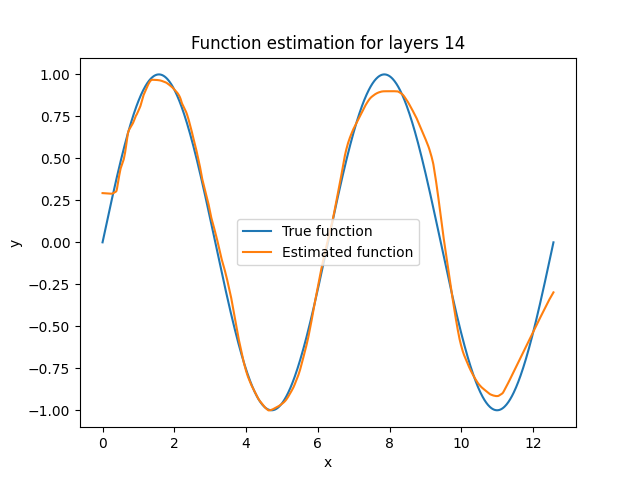 Function estimation for layers 14
1.00
0.75
0.50
0.25
0.00
−0.25
−0.50
−0.75
−1.00
y
True function
Estimated function
0 2 4 6 8 10 12
x